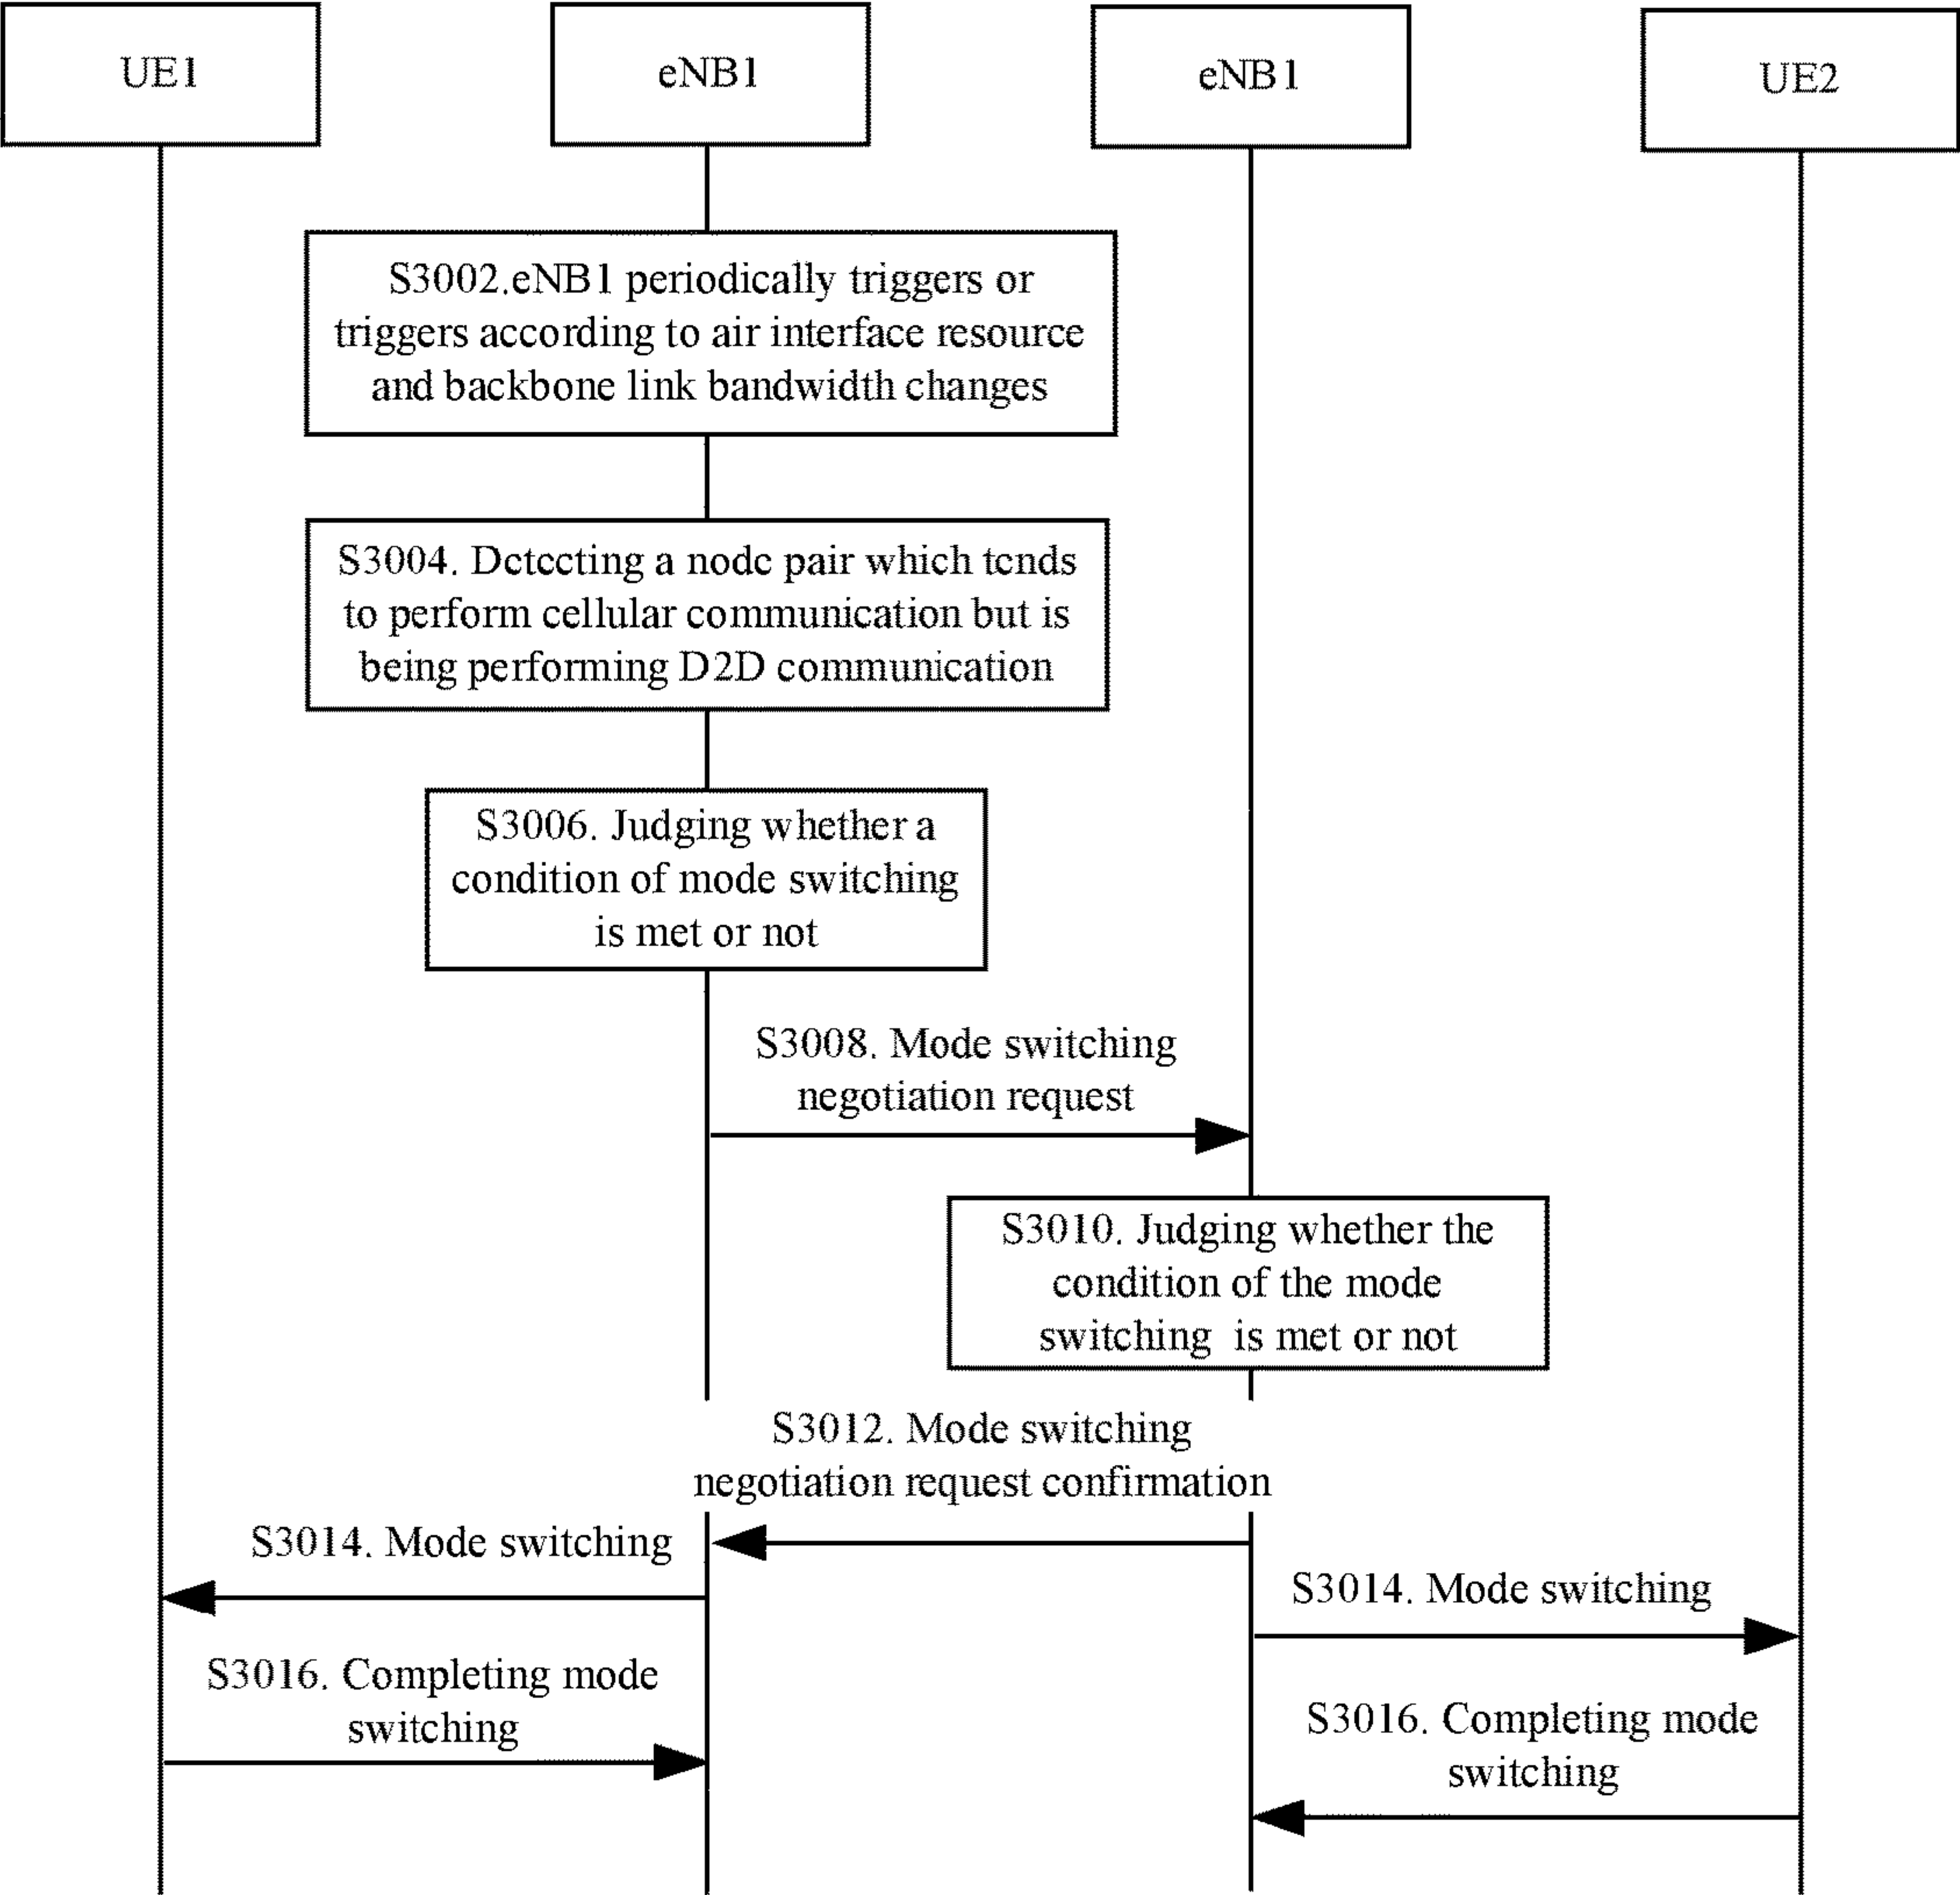 UE1
eNB1
eNB1
UE2
S3002.eNB1 periodically triggers or
triggers according to air interface resource
and backbone link bandwidth changes
S3004. Detecting a node pair which tends
to perform cellular communication but is
being performing D2D communication
S3006. Judging whether a
condition of mode switching
is met or not
S3008. Mode switching
negotiation request
S3010. Judging whether the
condition of the mode
switching is met or not
S3012. Mode switching
negotiation request confirmation
S3014. Mode switching
S3014. Mode switching
S3016. Completing mode
switching
S3016. Completing mode
switching